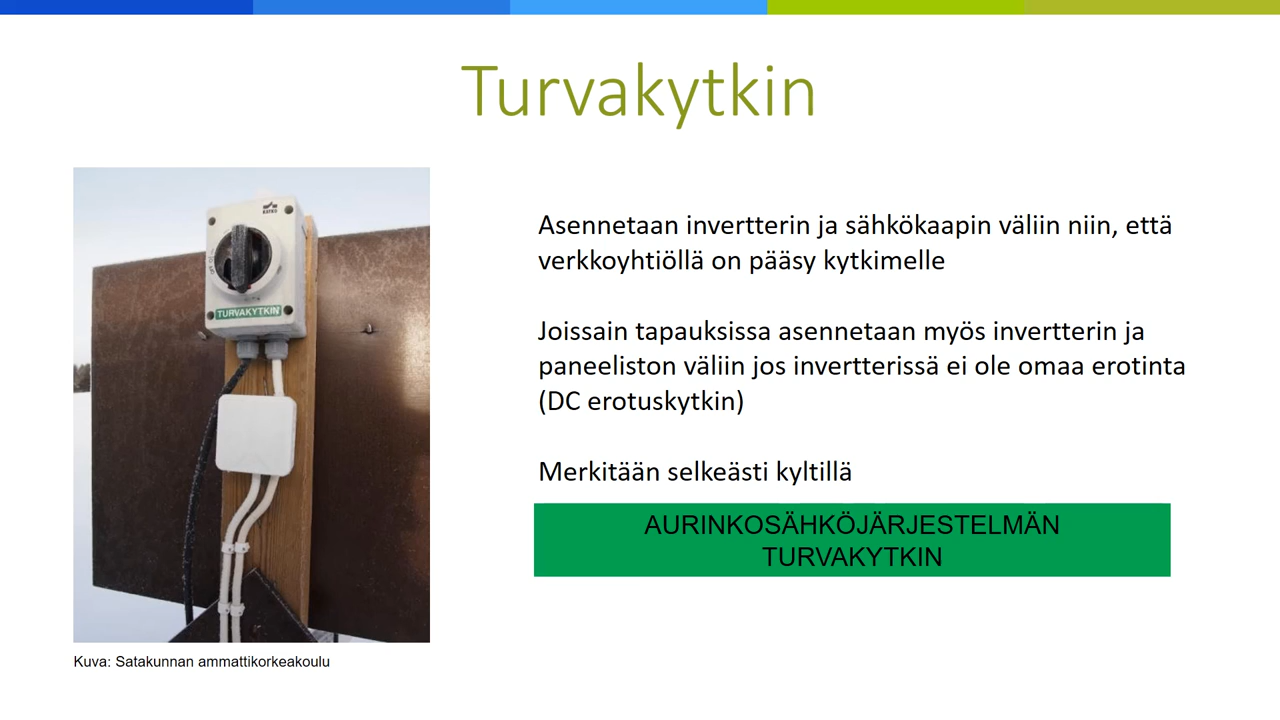 Turvakytkin
KATKO
TURVAKYTKIN
Asennetaan invertterin ja sähkökaapin väliin niin, että
verkkoyhtiöllä on pääsy kytkimelle
Joissain tapauksissa asennetaan myös invertterin ja
paneeliston väliin jos invertterissä ei ole omaa erotinta
(DC erotuskytkin)
Merkitään selkeästi kyltillä
AURINKOSÄHKÖJÄRJESTELMÄN
TURVAKYTKIN
Kuva: Satakunnan ammattikorkeakoulu